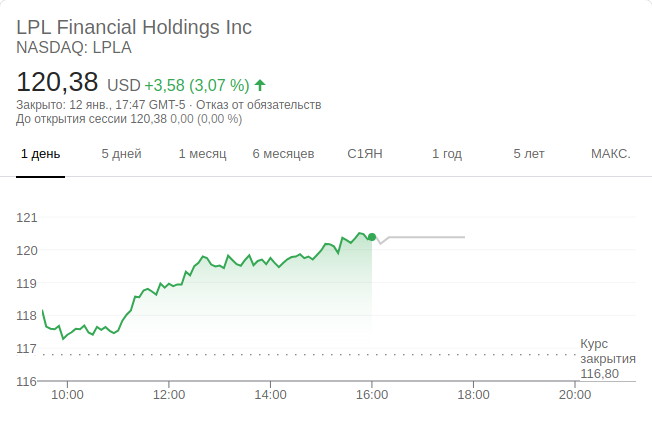 LPL Financial Holdings Inc
NASDAQ: LPLA
120,38 USD +3,58 (3,07 %)
Закрыто: 12 янв., 17:47 GMT-5 · Отказ от обязательств
До открытия сессии 120,38 0,00 (0,00 %)
1 день 5 дней 1 месяц 6 месяцев С1ЯН 1 год 5 лет МАКС.
121
120
119
118
117
116
Курс
закрытия
116,80
10:00 12:00 14:00 16:00 18:00 20:00